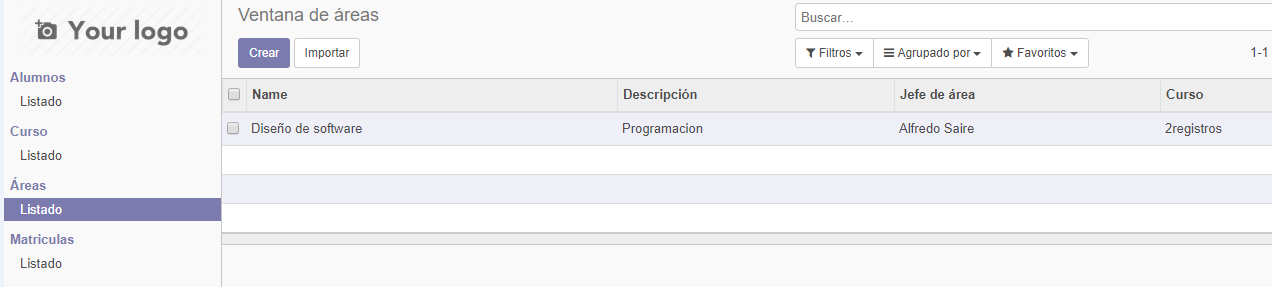 Your logo
Alumnos
Listado
Curso
Listado
Áreas
Listado
Matriculas
Listado
Ventana de áreas
Buscar...
Crear Importar
Filtros Agrupado por Favoritos 1-1
Name Descripción Jefe de área Curso
Diseño de software Programacion Alfredo Saire 2registros